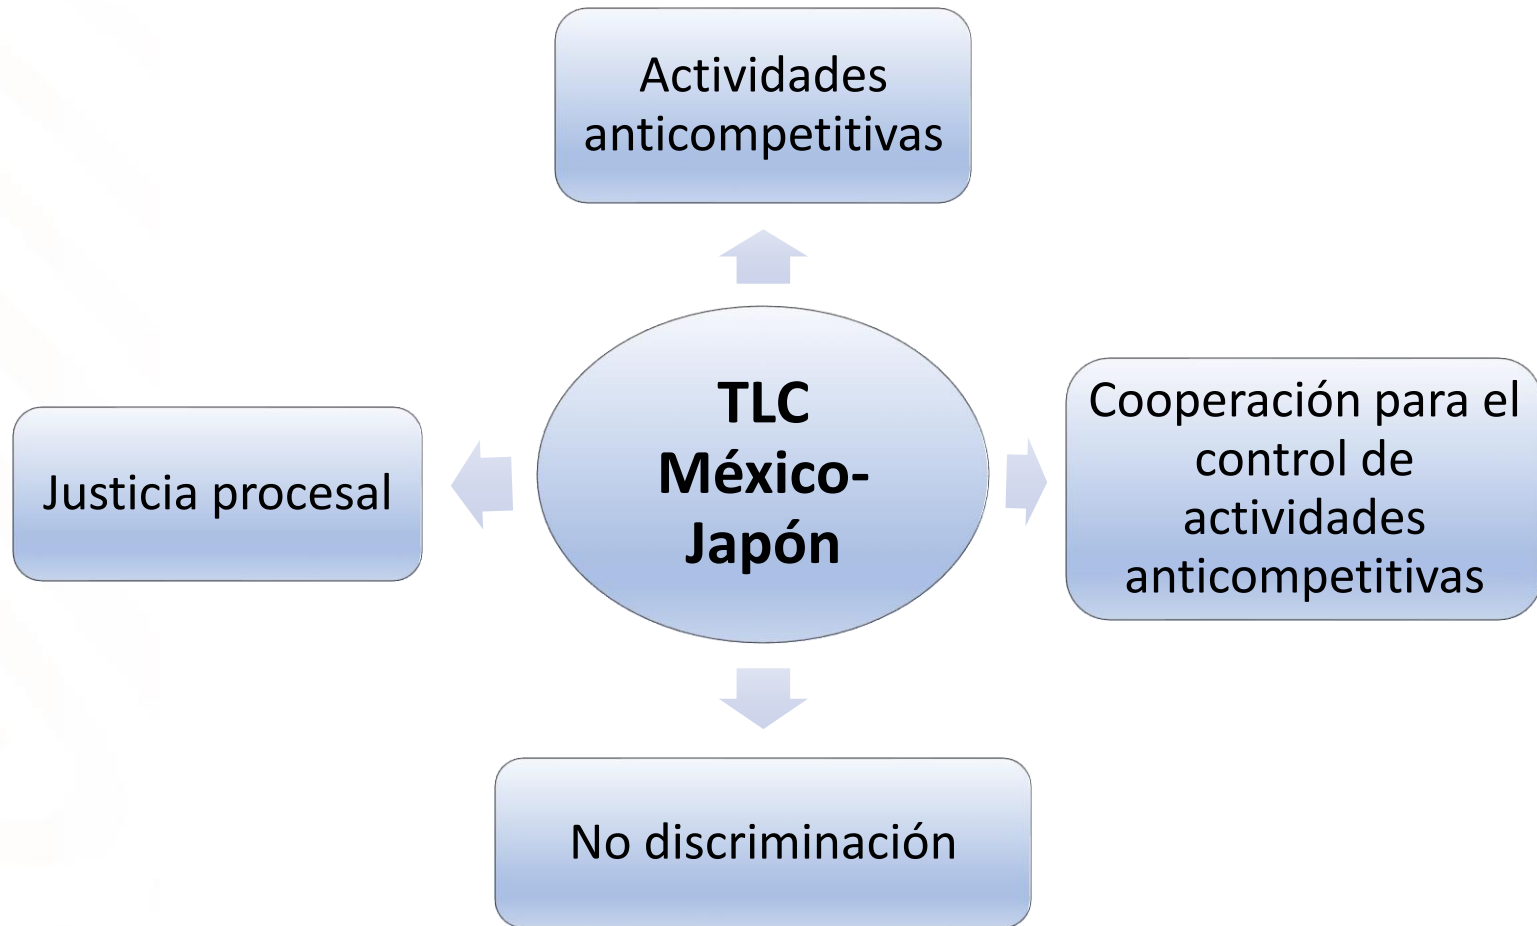 Actividades
anticompetitivas
TLC
México-
Japón
Cooperación para el
control de
actividades
anticompetitivas
Justicia procesal
No discriminación